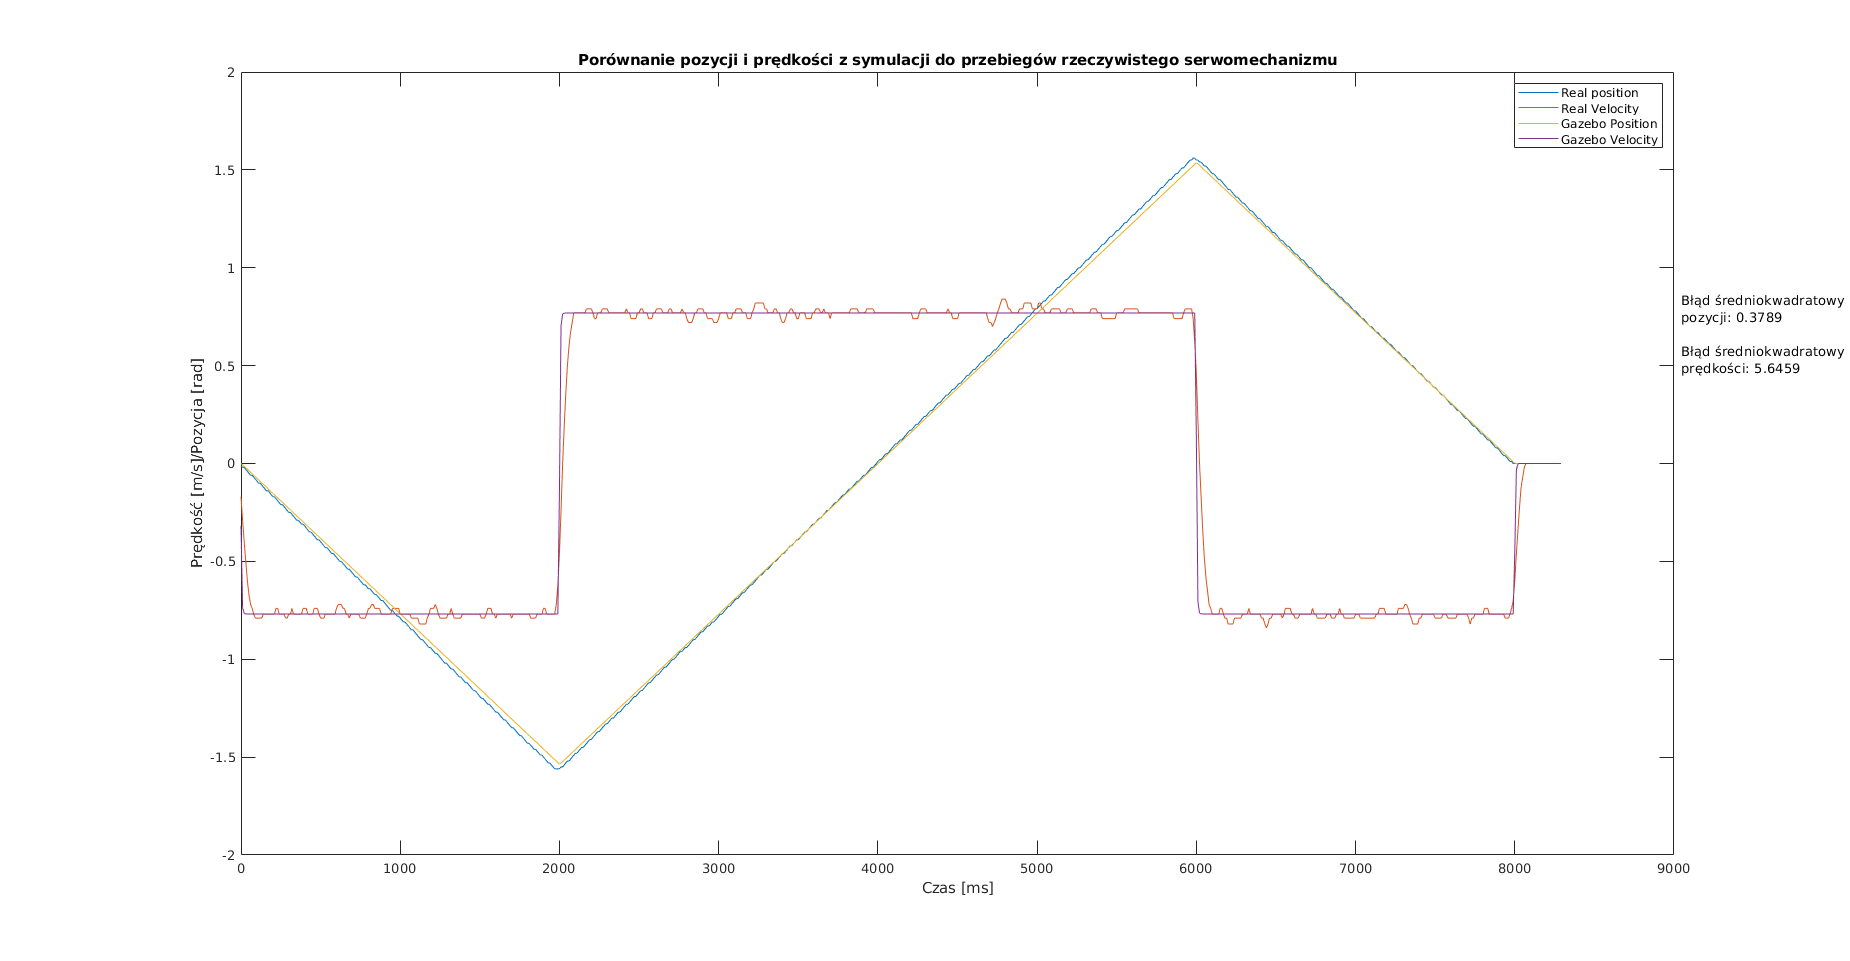 Porównanie pozycji i prędkości z symulacji do przebiegów rzeczywistego serwomechanizmu
Prędkość [m/s]/Pozycja [rad]
2
1.5
1
0.5
0
-0.5
-1
-1.5
-2
Real position
Real Velocity
Gazebo Position
Gazebo Velocity
Błąd średniokwadratowy
pozycji: 0.3789
Błąd średniokwadratowy
prędkości: 5.6459
0 1000 2000 3000 4000 5000 6000 7000 8000 9000
Czas [ms]